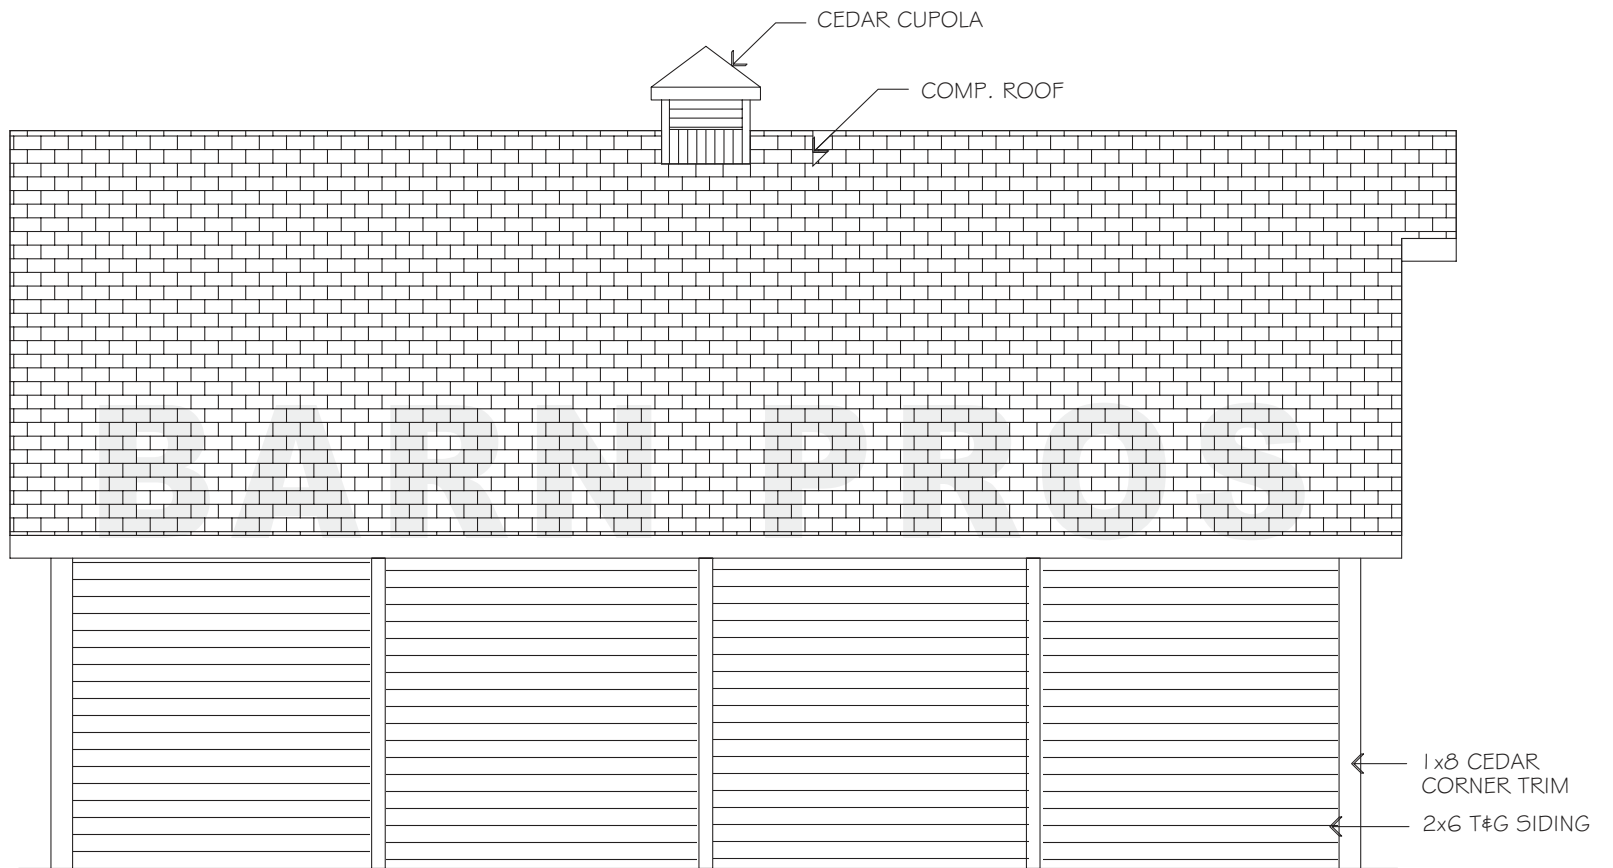 CEDAR CUPOLA
COMP. ROOF
BARN PROS
1x8 CEDAR
CORNER TRIM
2x6 T&G SIDING